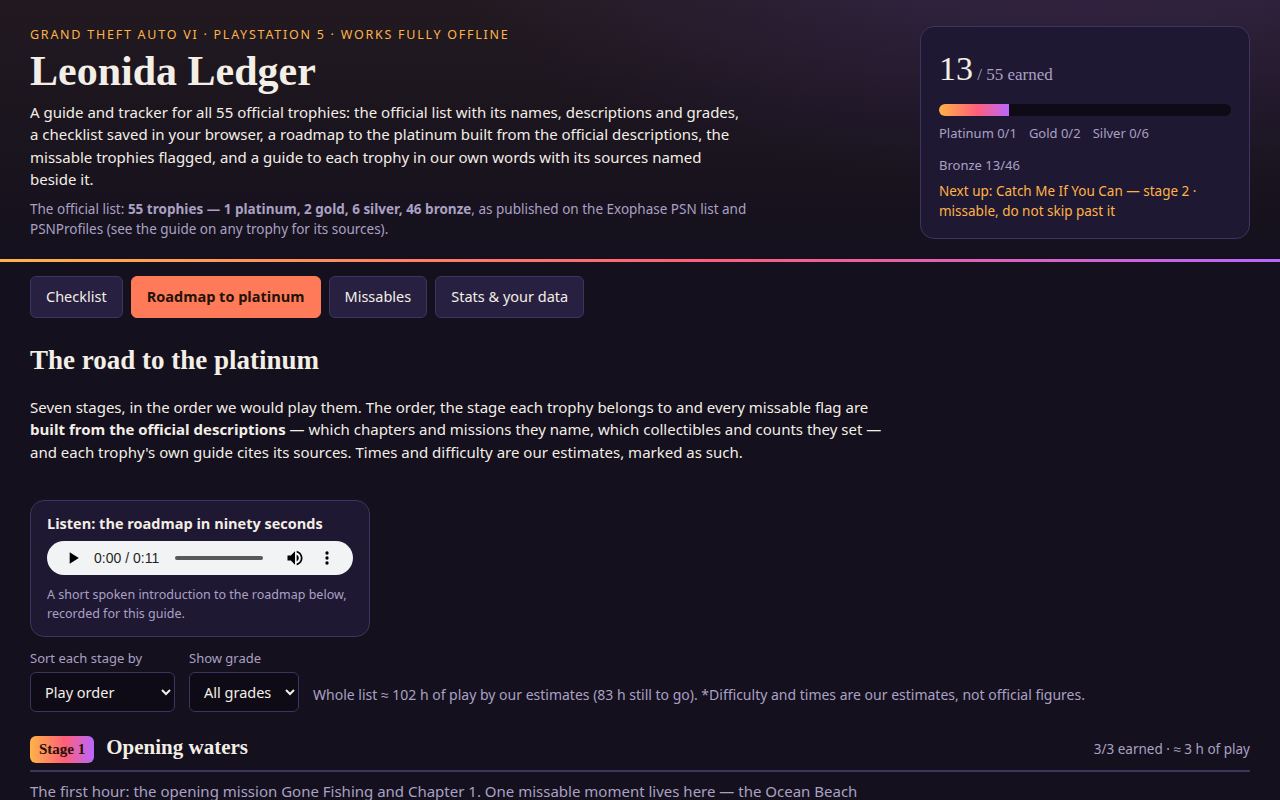 GRAND THEFT AUTO VI · PLAYSTATION 5 · WORKS FULLY OFFLINE
Leonida Ledger
A guide and tracker for all 55 official trophies: the official list with its names, descriptions and grades,
a checklist saved in your browser, a roadmap to the platinum built from the official descriptions, the
missable trophies flagged, and a guide to each trophy in our own words with its sources named
beside it.
The official list: 55 trophies — 1 platinum, 2 gold, 6 silver, 46 bronze, as published on the Exophase PSN list and
PSNProfiles (see the guide on any trophy for its sources).
13 / 55 earned
Platinum 0/1 Gold 0/2 Silver 0/6
Bronze 13/46
Next up: Catch Me If You Can — stage 2 ·
missable, do not skip past it
Checklist
Roadmap to platinum
Missables
Stats & your data
The road to the platinum
Seven stages, in the order we would play them. The order, the stage each trophy belongs to and every missable flag are
built from the official descriptions — which chapters and missions they name, which collectibles and counts they set —
and each trophy's own guide cites its sources. Times and difficulty are our estimates, marked as such.
Listen: the roadmap in ninety seconds
0:00 / 0:11
A short spoken introduction to the roadmap below,
recorded for this guide.
Sort each stage by
Show grade
Play order
All grades
Whole list ≈ 102 h of play by our estimates (83 h still to go). *Difficulty and times are our estimates, not official figures.
Stage 1
Opening waters
3/3 earned · ≈ 3 h of play
The first hour: the opening mission Gone Fishing and Chapter 1. One missable moment lives here — the Ocean Beach